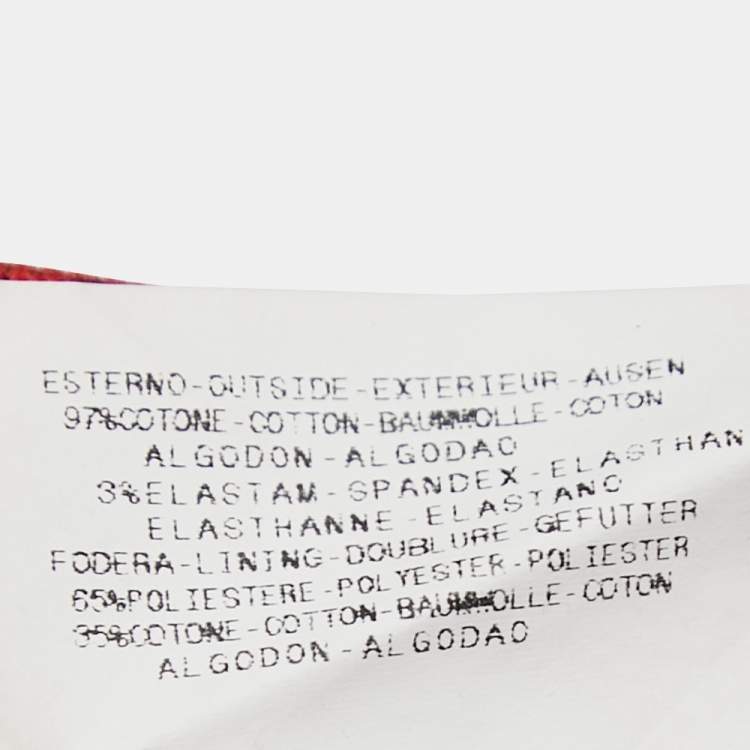 ESTERNO-OUTSIDE-EXTERIEUR-AUSEN
97%COTONE-COTTON-BAUMWOLLE-COTON
ALGODON-ALGODAO
3%ELASTAM-SPANDEX-ELASTHAN
ELASTHANNE-ELASTANO
FODERA-LINING-DOUBLURE-GEFUTTER
65%POLIESTERE-POLYESTER-POLIESTER
35%COTONE-COTTON-BAUMWOLLE-COTON
ALGODON-ALGODAO